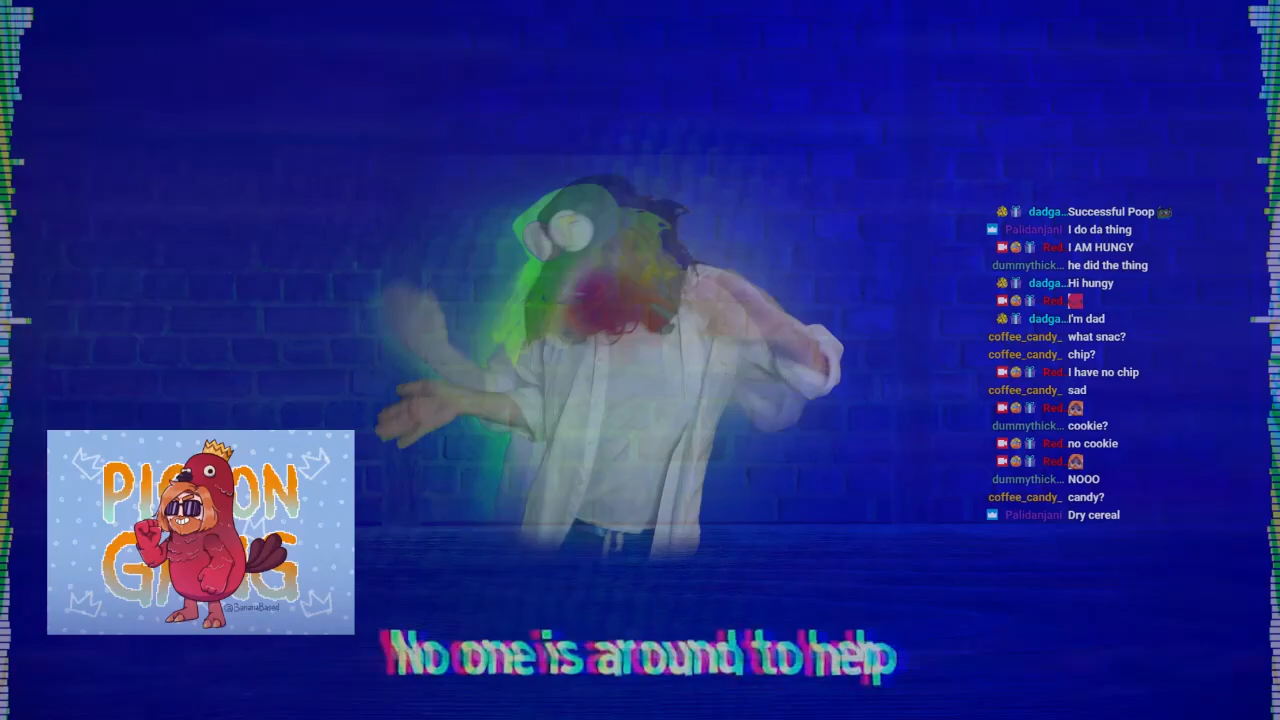 dadga... Successful Poop
Palidanjani I do da thing
Red I AM HUNGY
dummythick... he did the thing
dadga... Hi hungy
Red
dadga... I'm dad
coffee_candy_ what snac?
coffee_candy_ chip?
Red I have no chip
coffee_candy_ sad
Red
dummythick... cookie?
Red no cookie
Red
dummythick... NOOO
coffee_candy_ candy?
Palidanjani Dry cereal
@BananaBased
No one is around to help